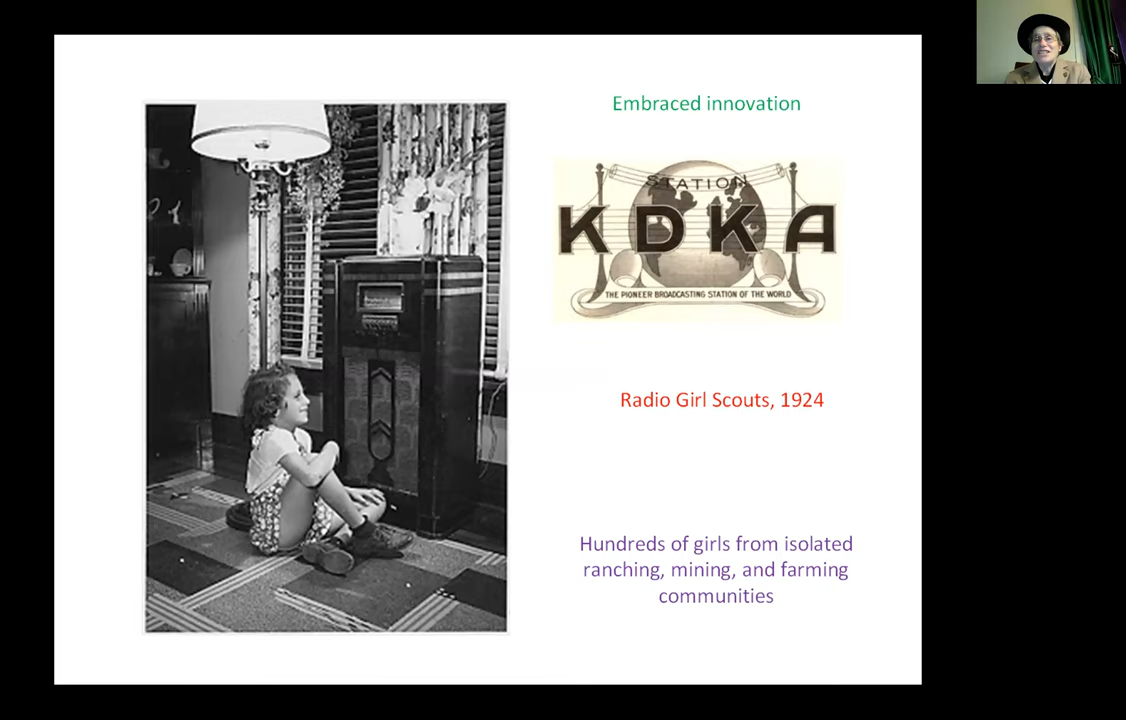 Embraced innovation
STATION
KDKA
THE PIONEER BROADCASTING STATION OF THE WORLD
Radio Girl Scouts, 1924
Hundreds of girls from isolated
ranching, mining, and farming
communities